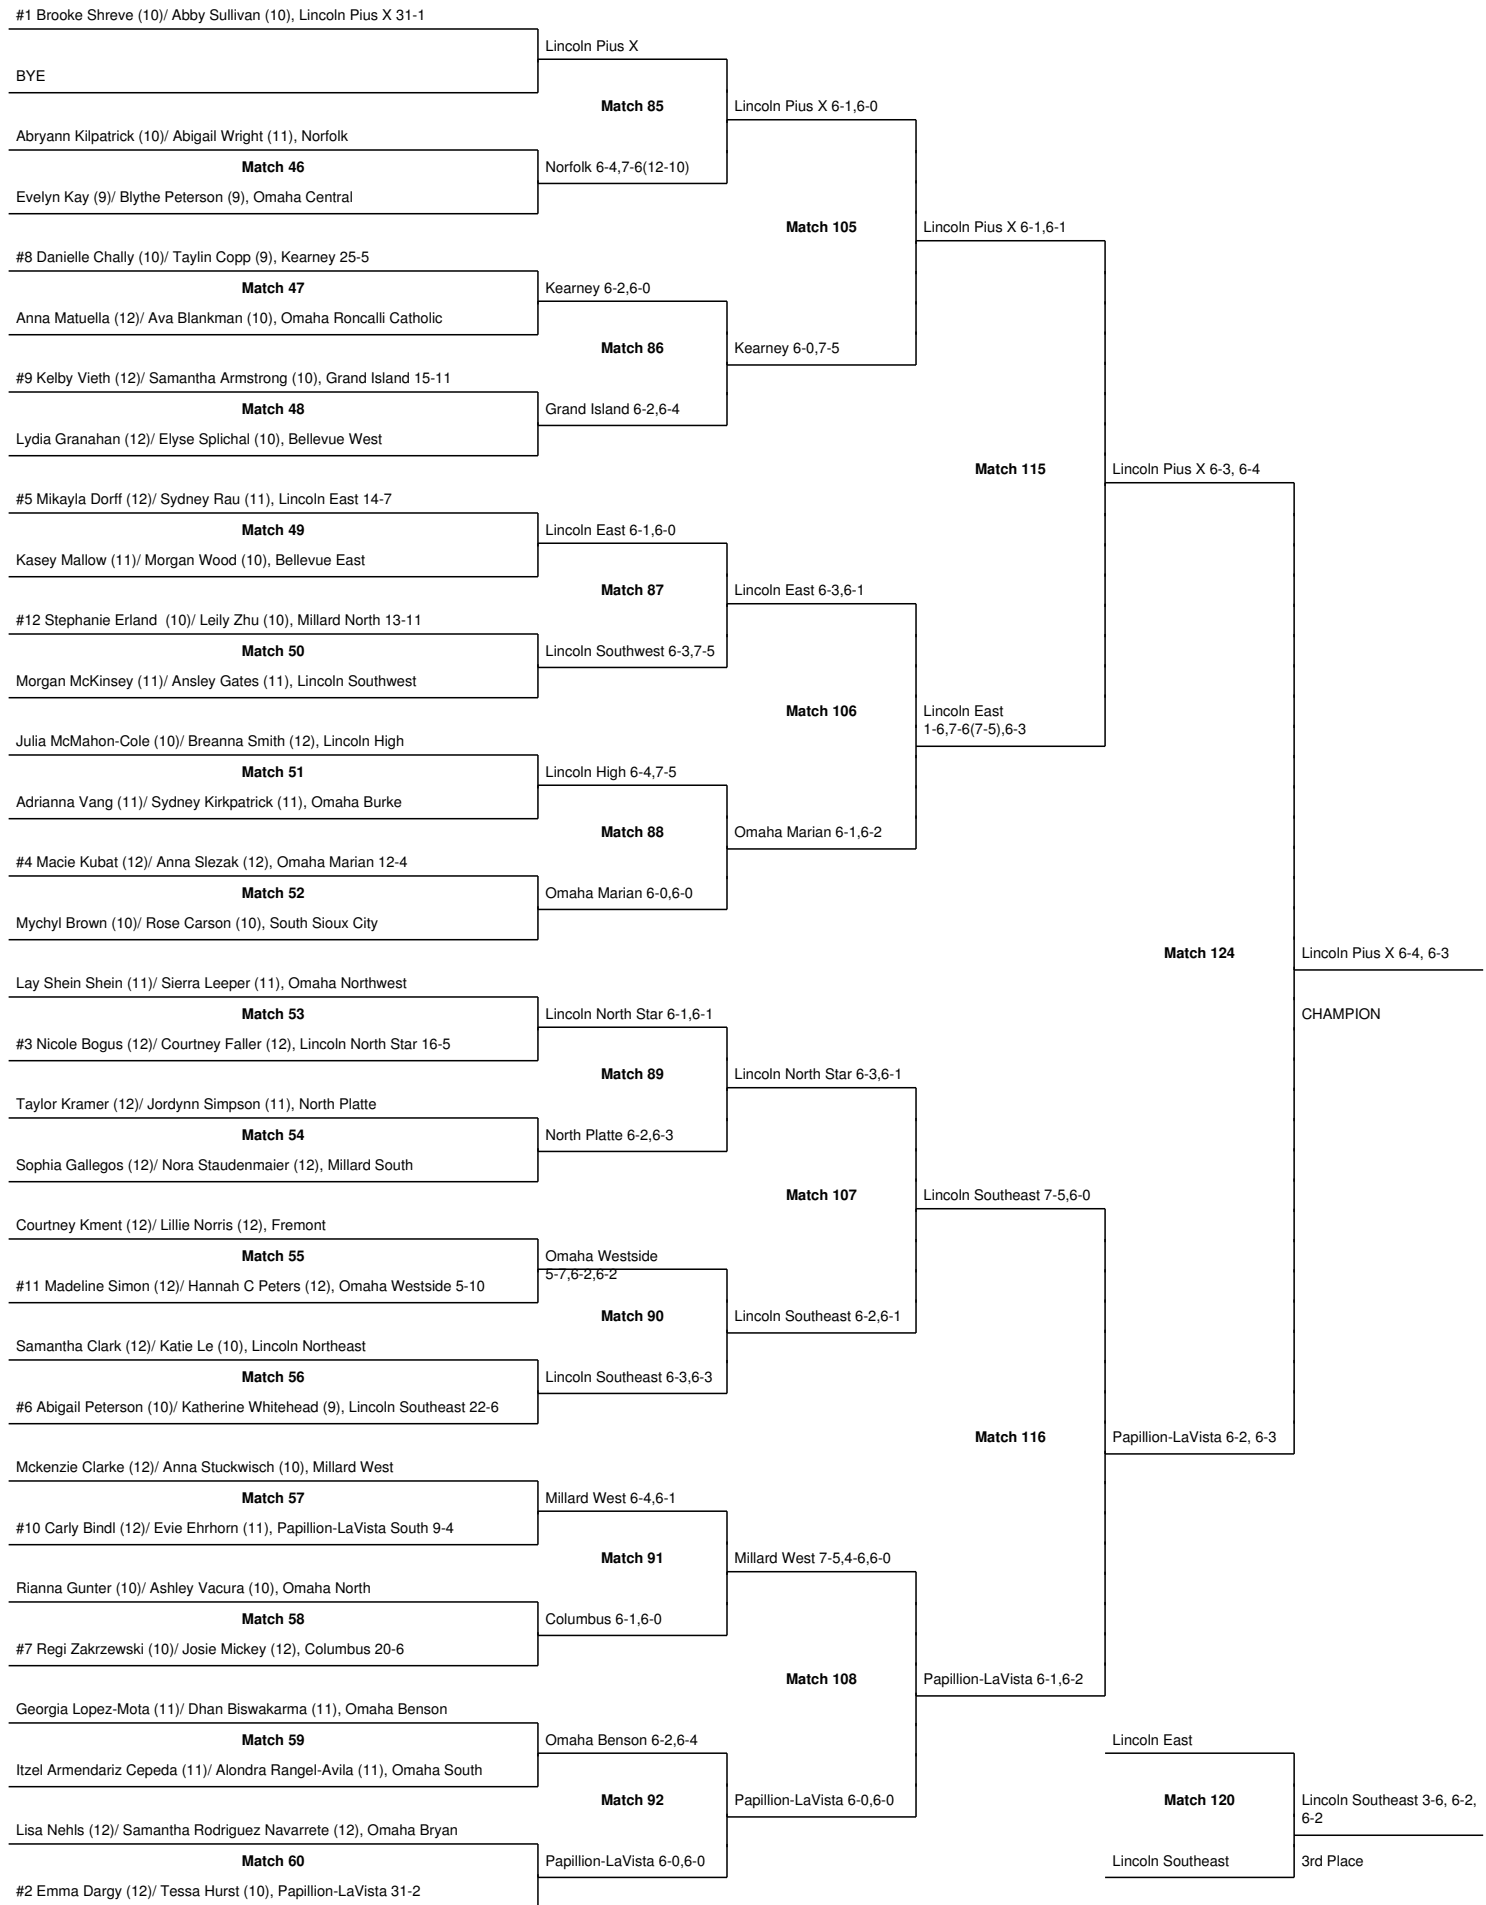 #1 Brooke Shreve (10)/ Abby Sullivan (10), Lincoln Pius X 31-1
Lincoln Pius X
BYE
Match 85
Lincoln Pius X 6-1,6-0
Abryann Kilpatrick (10)/ Abigail Wright (11), Norfolk
Match 46
Norfolk 6-4,7-6(12-10)
Evelyn Kay (9)/ Blythe Peterson (9), Omaha Central
Match 105
Lincoln Pius X 6-1,6-1
#8 Danielle Chally (10)/ Taylin Copp (9), Kearney 25-5
Match 47
Kearney 6-2,6-0
Anna Matuella (12)/ Ava Blankman (10), Omaha Roncalli Catholic
Match 86
Kearney 6-0,7-5
#9 Kelby Vieth (12)/ Samantha Armstrong (10), Grand Island 15-11
Match 48
Grand Island 6-2,6-4
Lydia Granahan (12)/ Elyse Splichal (10), Bellevue West
Match 115
Lincoln Pius X 6-3, 6-4
#5 Mikayla Dorff (12)/ Sydney Rau (11), Lincoln East 14-7
Match 49
Lincoln East 6-1,6-0
Kasey Mallow (11)/ Morgan Wood (10), Bellevue East
Match 87
Lincoln East 6-3,6-1
#12 Stephanie Erland  (10)/ Leily Zhu (10), Millard North 13-11
Match 50
Lincoln Southwest 6-3,7-5
Morgan McKinsey (11)/ Ansley Gates (11), Lincoln Southwest
Match 106
Lincoln East
1-6,7-6(7-5),6-3
Julia McMahon-Cole (10)/ Breanna Smith (12), Lincoln High
Match 51
Lincoln High 6-4,7-5
Adrianna Vang (11)/ Sydney Kirkpatrick (11), Omaha Burke
Match 88
Omaha Marian 6-1,6-2
#4 Macie Kubat (12)/ Anna Slezak (12), Omaha Marian 12-4
Match 52
Omaha Marian 6-0,6-0
Mychyl Brown (10)/ Rose Carson (10), South Sioux City
Match 124
Lincoln Pius X 6-4, 6-3
CHAMPION
Lay Shein Shein (11)/ Sierra Leeper (11), Omaha Northwest
Match 53
Lincoln North Star 6-1,6-1
#3 Nicole Bogus (12)/ Courtney Faller (12), Lincoln North Star 16-5
Match 89
Lincoln North Star 6-3,6-1
Taylor Kramer (12)/ Jordynn Simpson (11), North Platte
Match 54
North Platte 6-2,6-3
Sophia Gallegos (12)/ Nora Staudenmaier (12), Millard South
Match 107
Lincoln Southeast 7-5,6-0
Courtney Kment (12)/ Lillie Norris (12), Fremont
Match 55
Omaha Westside
5-7,6-2,6-2
#11 Madeline Simon (12)/ Hannah C Peters (12), Omaha Westside 5-10
Match 90
Lincoln Southeast 6-2,6-1
Samantha Clark (12)/ Katie Le (10), Lincoln Northeast
Match 56
Lincoln Southeast 6-3,6-3
#6 Abigail Peterson (10)/ Katherine Whitehead (9), Lincoln Southeast 22-6
Match 116
Papillion-LaVista 6-2, 6-3
Mckenzie Clarke (12)/ Anna Stuckwisch (10), Millard West
Match 57
Millard West 6-4,6-1
#10 Carly Bindl (12)/ Evie Ehrhorn (11), Papillion-LaVista South 9-4
Match 91
Millard West 7-5,4-6,6-0
Rianna Gunter (10)/ Ashley Vacura (10), Omaha North
Match 58
Columbus 6-1,6-0
#7 Regi Zakrzewski (10)/ Josie Mickey (12), Columbus 20-6
Match 108
Papillion-LaVista 6-1,6-2
Georgia Lopez-Mota (11)/ Dhan Biswakarma (11), Omaha Benson
Match 59
Omaha Benson 6-2,6-4
Itzel Armendariz Cepeda (11)/ Alondra Rangel-Avila (11), Omaha South
Match 92
Papillion-LaVista 6-0,6-0
Lisa Nehls (12)/ Samantha Rodriguez Navarrete (12), Omaha Bryan
Match 60
Papillion-LaVista 6-0,6-0
#2 Emma Dargy (12)/ Tessa Hurst (10), Papillion-LaVista 31-2
Lincoln East
Match 120
Lincoln Southeast 3-6, 6-2,
6-2
Lincoln Southeast
3rd Place